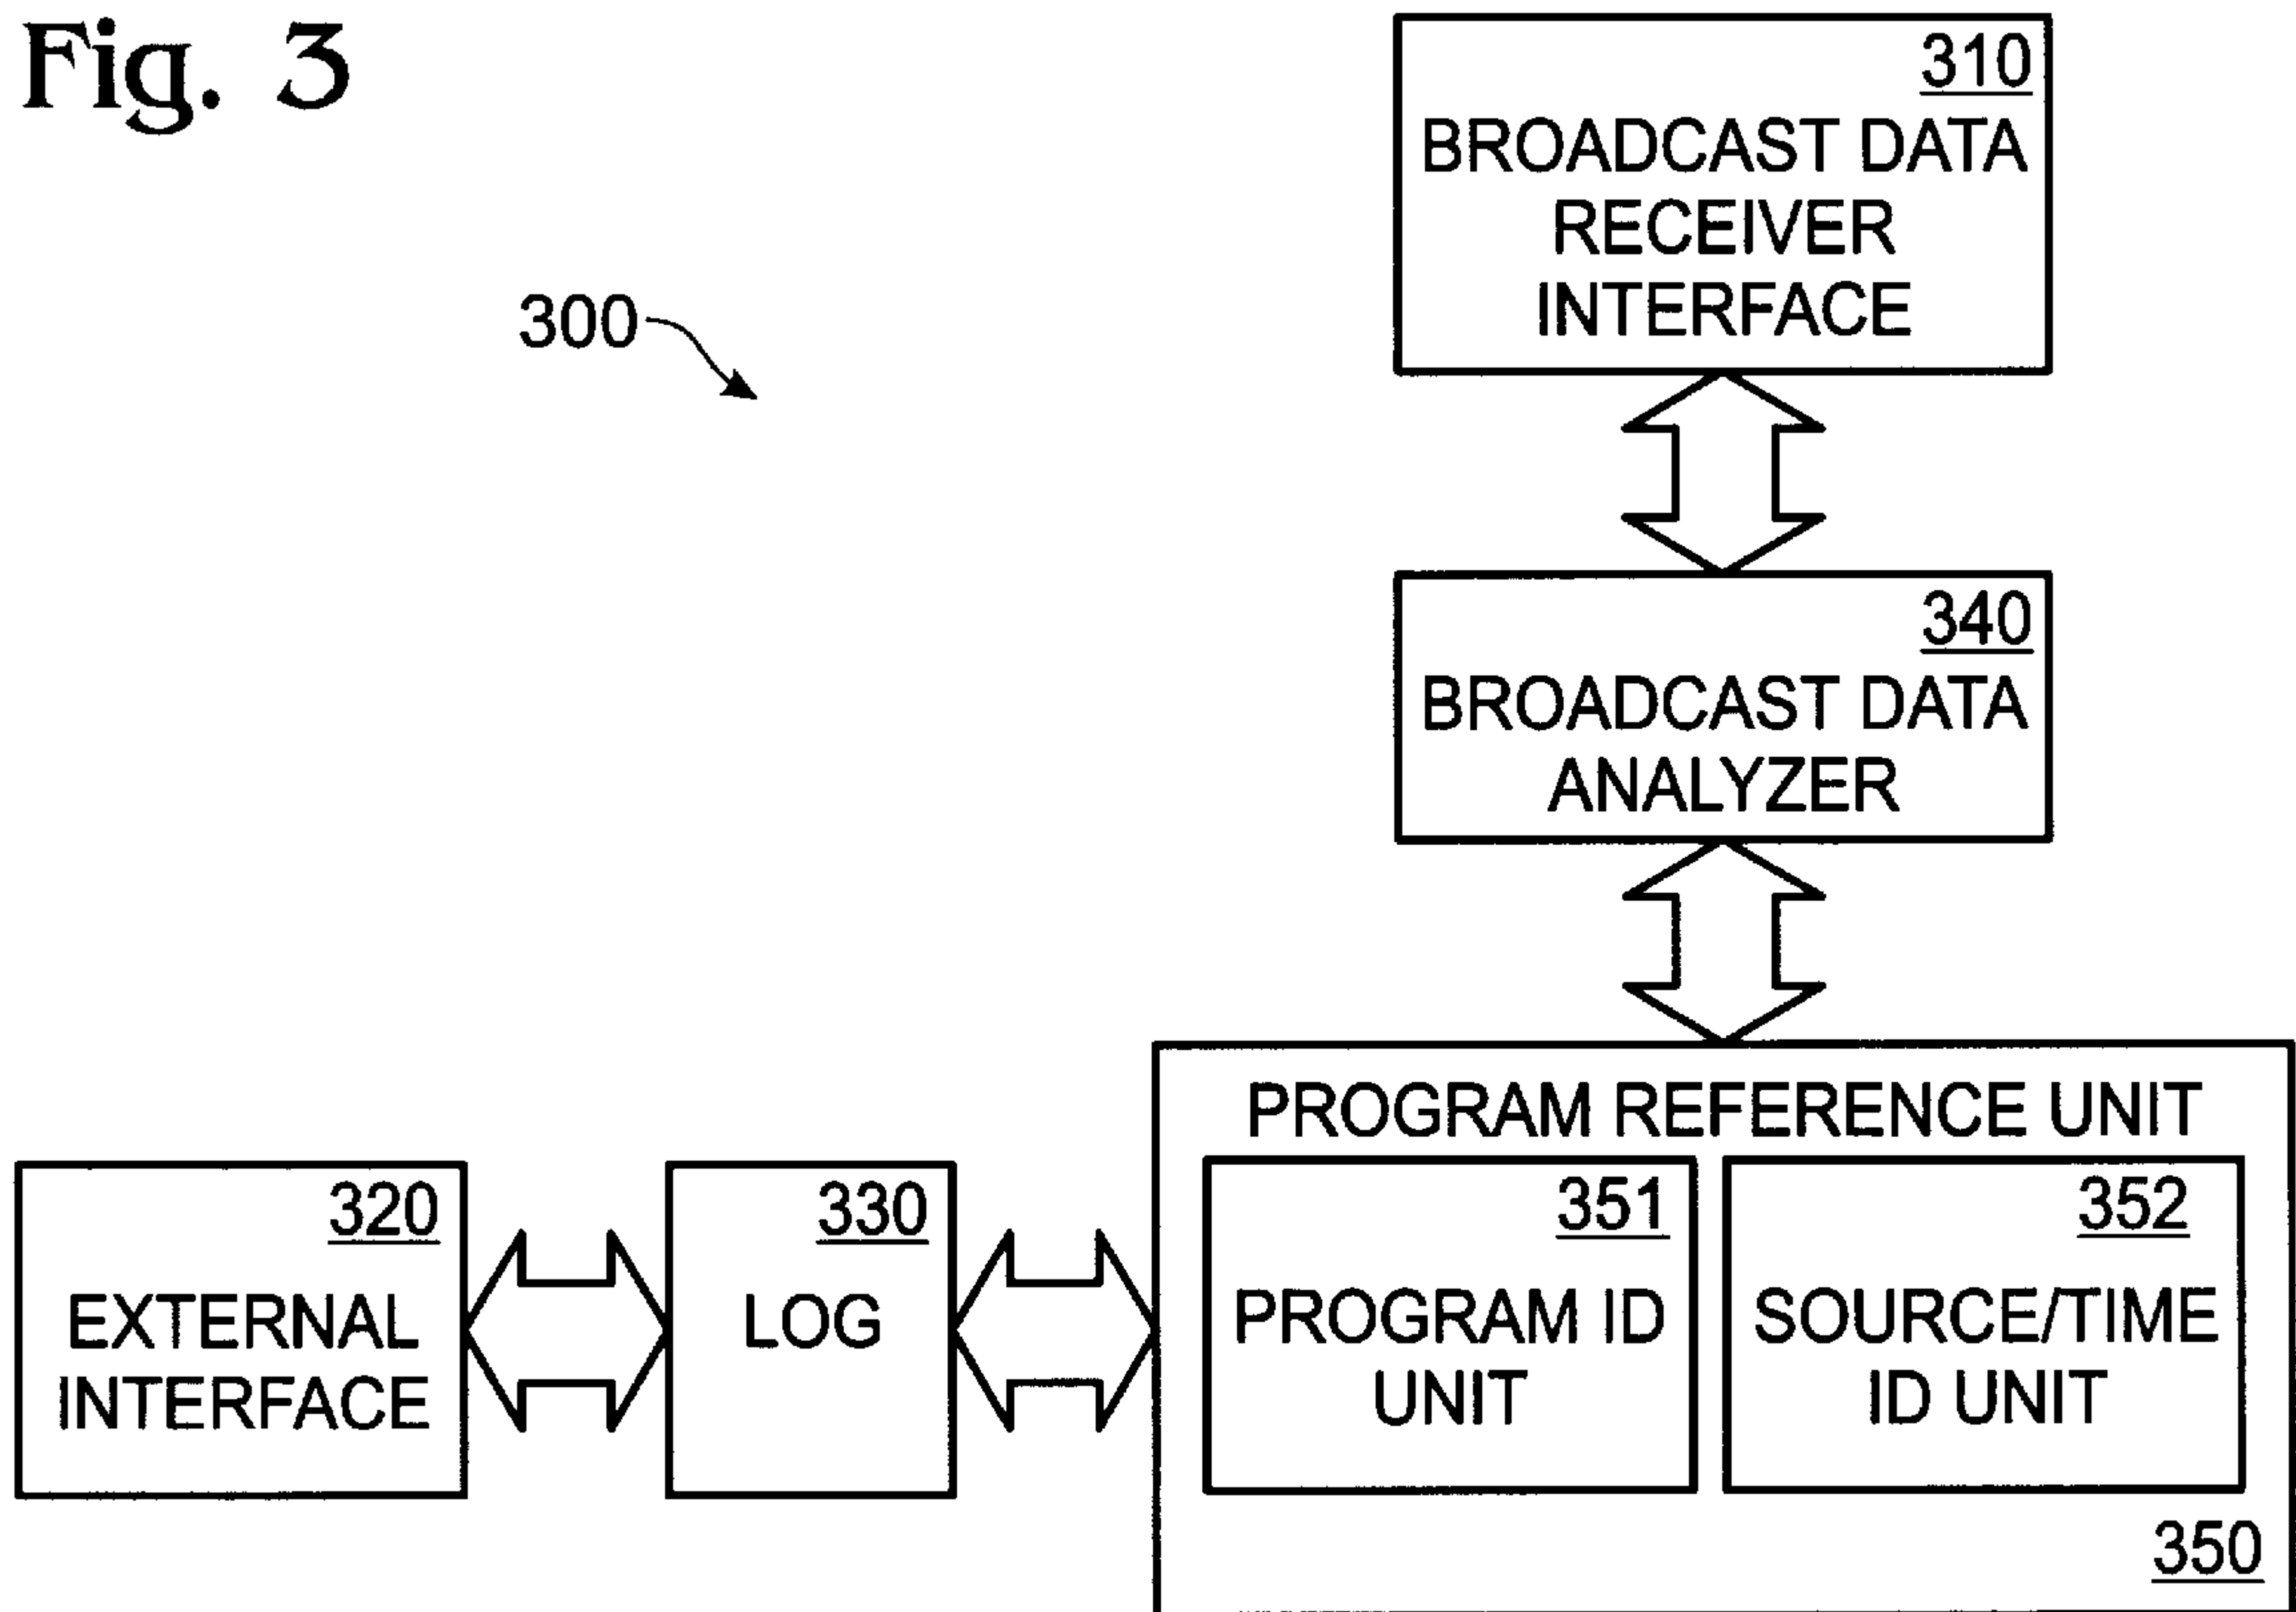 Fig. 3
300
310
BROADCAST DATA
RECEIVER
INTERFACE
340
BROADCAST DATA
ANALYZER
PROGRAM REFERENCE UNIT
320
EXTERNAL
INTERFACE
330
LOG
351
PROGRAM ID
UNIT
352
SOURCE/TIME
ID UNIT
350